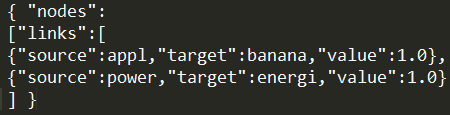 { "nodes":
["links":[
{"source":appl,"target":banana,"value":1.0},
{"source":power,"target":energi,"value":1.0}
] }